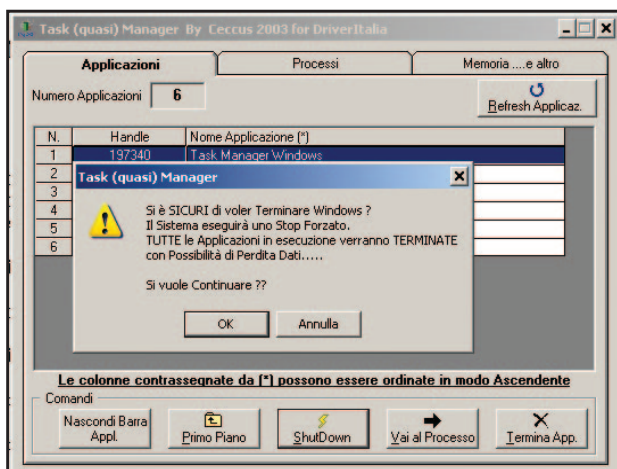 Task (quasi) Manager By Ceccus 2003 for DriverItalia
Applicazioni
Processi
Memoria ....e altro
Numero Applicazioni
6
Refresh Applicaz.
N.
Handle
Nome Applicazione (*)
1
197340
Task Manager Windows
2
3
4
5
6
Task (quasi) Manager
Si è SICURI di voler Terminare Windows ?
Il Sistema eseguirà uno Stop Forzato.
TUTTE le Applicazioni in esecuzione verranno TERMINATE
con Possibilità di Perdita Dati.....
Si vuole Continuare ??
OK
Annulla
Le colonne contrassegnate da (*) possono essere ordinate in modo Ascendente
Comandi
Nascondi Barra
Appl.
Primo Piano
ShutDown
Vai al Processo
Termina App.